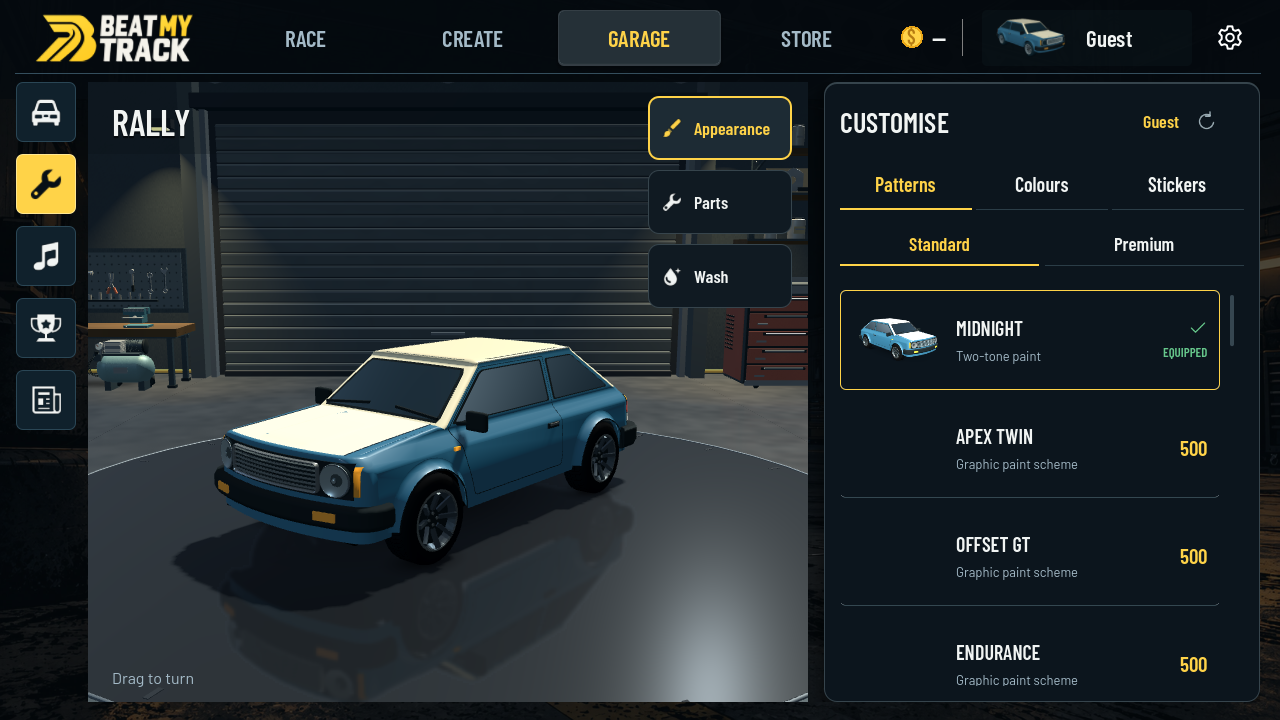 BEAT MY TRACK
RACE
CREATE
GARAGE
STORE
$ –
Guest
RALLY
Appearance
Parts
Wash
Drag to turn
CUSTOMISE
Guest
Patterns
Colours
Stickers
Standard
Premium
MIDNIGHT
Two-tone paint
EQUIPPED
APEX TWIN
Graphic paint scheme
500
OFFSET GT
Graphic paint scheme
500
ENDURANCE
Graphic paint scheme
500